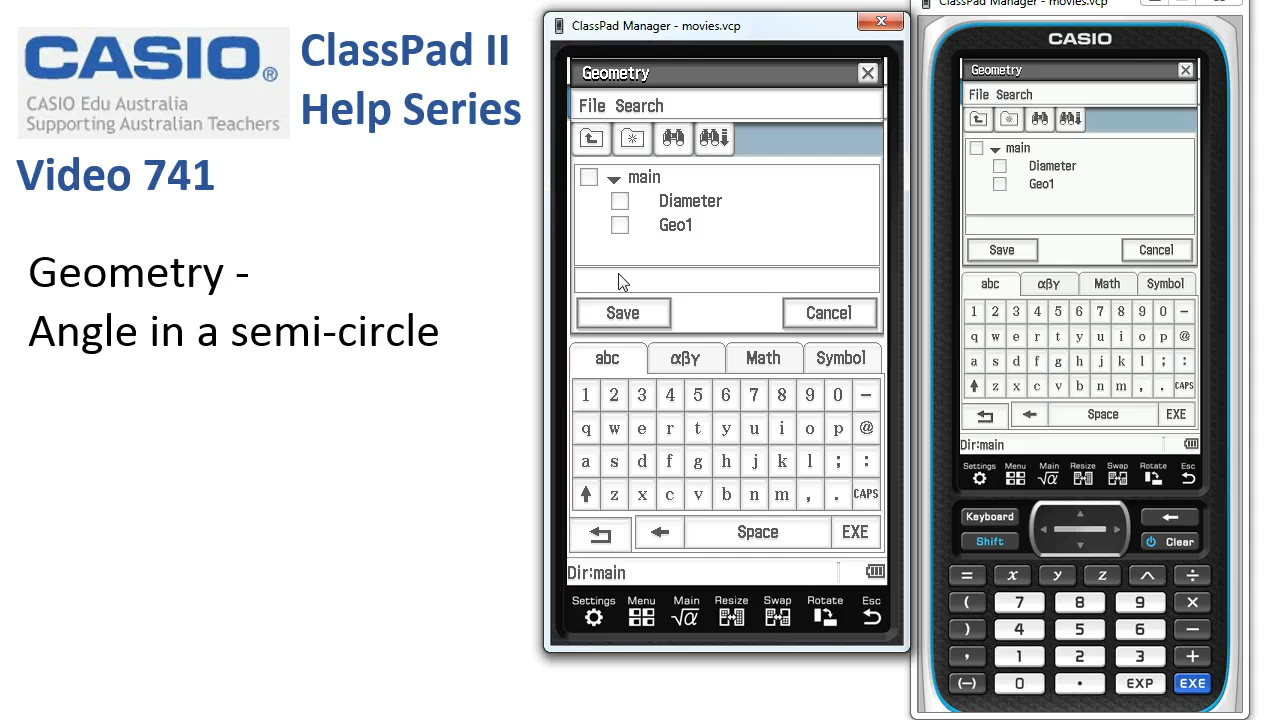 CASIO®
CASIO Edu Australia
Supporting Australian Teachers
ClassPad II
Help Series
Video 741
Geometry -
Angle in a semi-circle
ClassPad Manager - movies.vcp
Geometry
File Search
main
Diameter
Geo1
Save Cancel
abc αβγ Math Symbol
1 2 3 4 5 6 7 8 9 0 −
q w e r t y u i o p @
a s d f g h j k l ; :
z x c v b n m , . CAPS
Space EXE
Dir:main
Settings Menu Main Resize Swap Rotate Esc
√α
ClassPad Manager - movies.vcp
CASIO
Geometry
File Search
main
Diameter
Geo1
Save Cancel
abc αβγ Math Symbol
1 2 3 4 5 6 7 8 9 0 −
q w e r t y u i o p @
a s d f g h j k l ; :
z x c v b n m , . CAPS
Space EXE
Dir:main
Settings Menu Main Resize Swap Rotate Esc
√α
Keyboard
Shift Clear
= x y z ^ ÷
( 7 8 9 ×
) 4 5 6 −
, 1 2 3 +
(−) 0 . EXP EXE